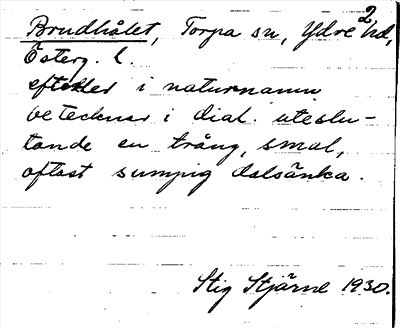 Brudhålet, Torpa sn, Ydre hd, 2
Österg. l.
efterled i naturnamn
betecknar i dial. uteslu-
tande en trång, smal,
oftast sumpig dalsänka.
Stig Stjärne 1930.